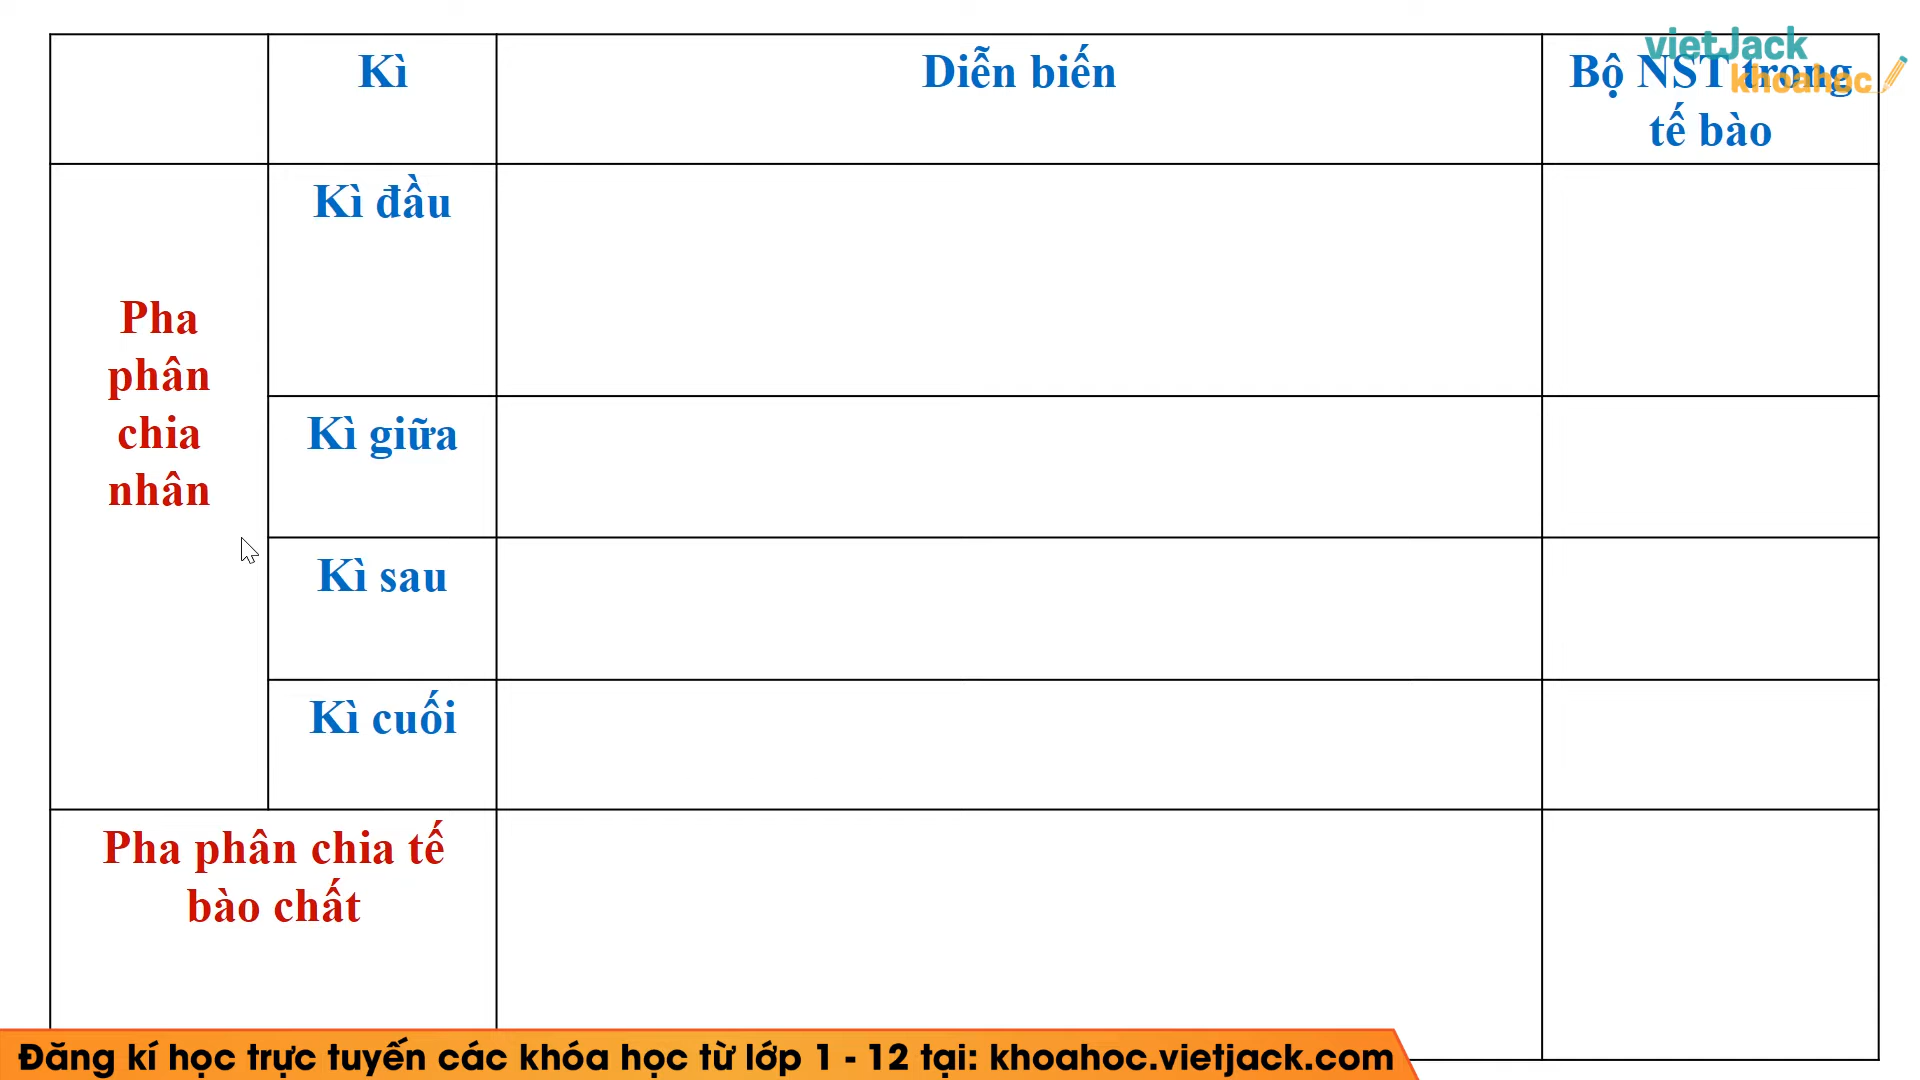 Kì
Diễn biến
Bộ NST trong
tế bào
vietJack
khoahoc
Kì đầu
Pha
phân
chia
nhân
Kì giữa
Kì sau
Kì cuối
Pha phân chia tế
bào chất
Đăng kí học trực tuyến các khóa học từ lớp 1 - 12 tại: khoahoc.vietjack.com